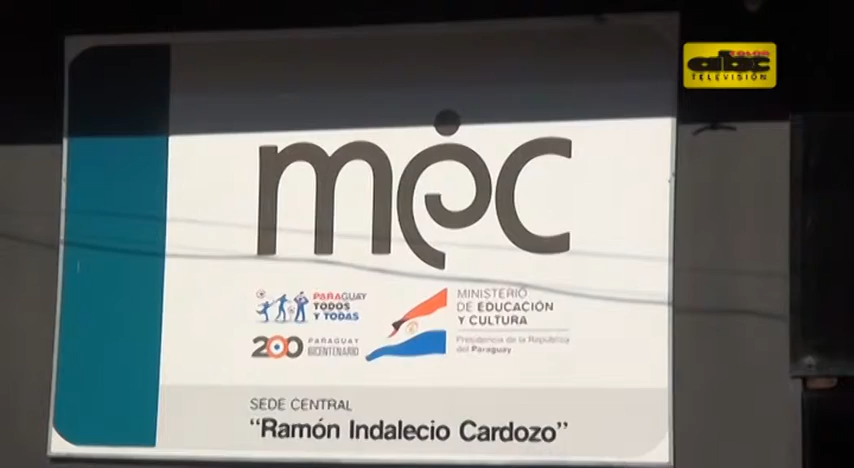 COLOR
abc
TELEVISIÓN
mec
PARAGUAY
TODOS
Y TODAS
200 PARAGUAY
BICENTENARIO
MINISTERIO
DE EDUCACIÓN
Y CULTURA
Presidencia de la República
del Paraguay
SEDE CENTRAL
“Ramón Indalecio Cardozo”